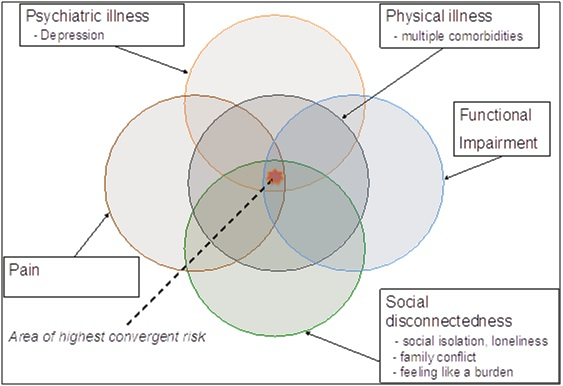 Psychiatric illness
- Depression
Physical illness
- multiple comorbidities
Functional
Impairment
Pain
Area of highest convergent risk
Social
disconnectedness
- social isolation, loneliness
- family conflict
- feeling like a burden